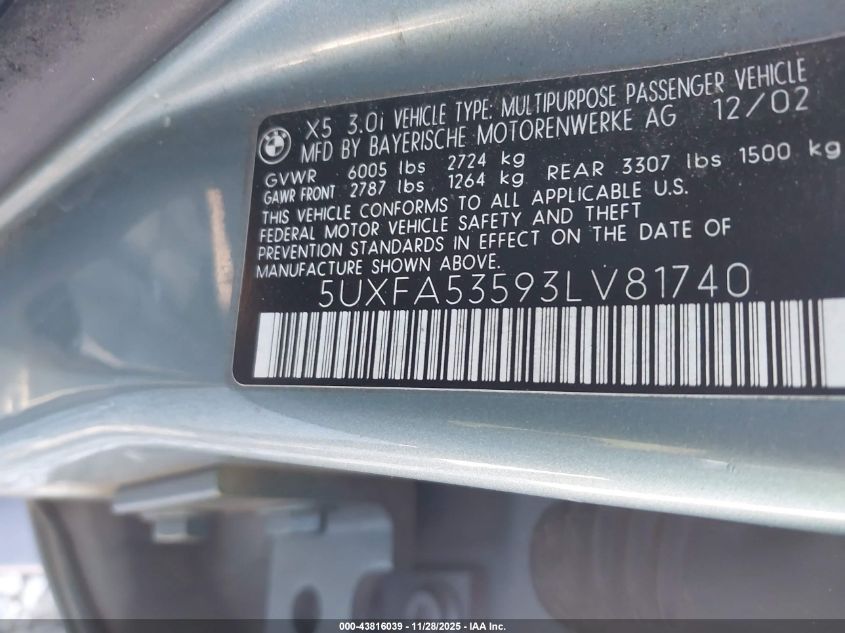 X5 3.0i VEHICLE TYPE: MULTIPURPOSE PASSENGER VEHICLE
MFD BY BAYERISCHE MOTORENWERKE AG 12/02
GVWR 6005 lbs 2724 kg
GAWR FRONT 2787 lbs 1264 kg REAR 3307 lbs 1500 kg
THIS VEHICLE CONFORMS TO ALL APPLICABLE U.S.
FEDERAL MOTOR VEHICLE SAFETY AND THEFT
PREVENTION STANDARDS IN EFFECT ON THE DATE OF
MANUFACTURE SHOWN ABOVE.
5UXFA53593LV81740
000-43816039 - 11/28/2025 - IAA Inc.